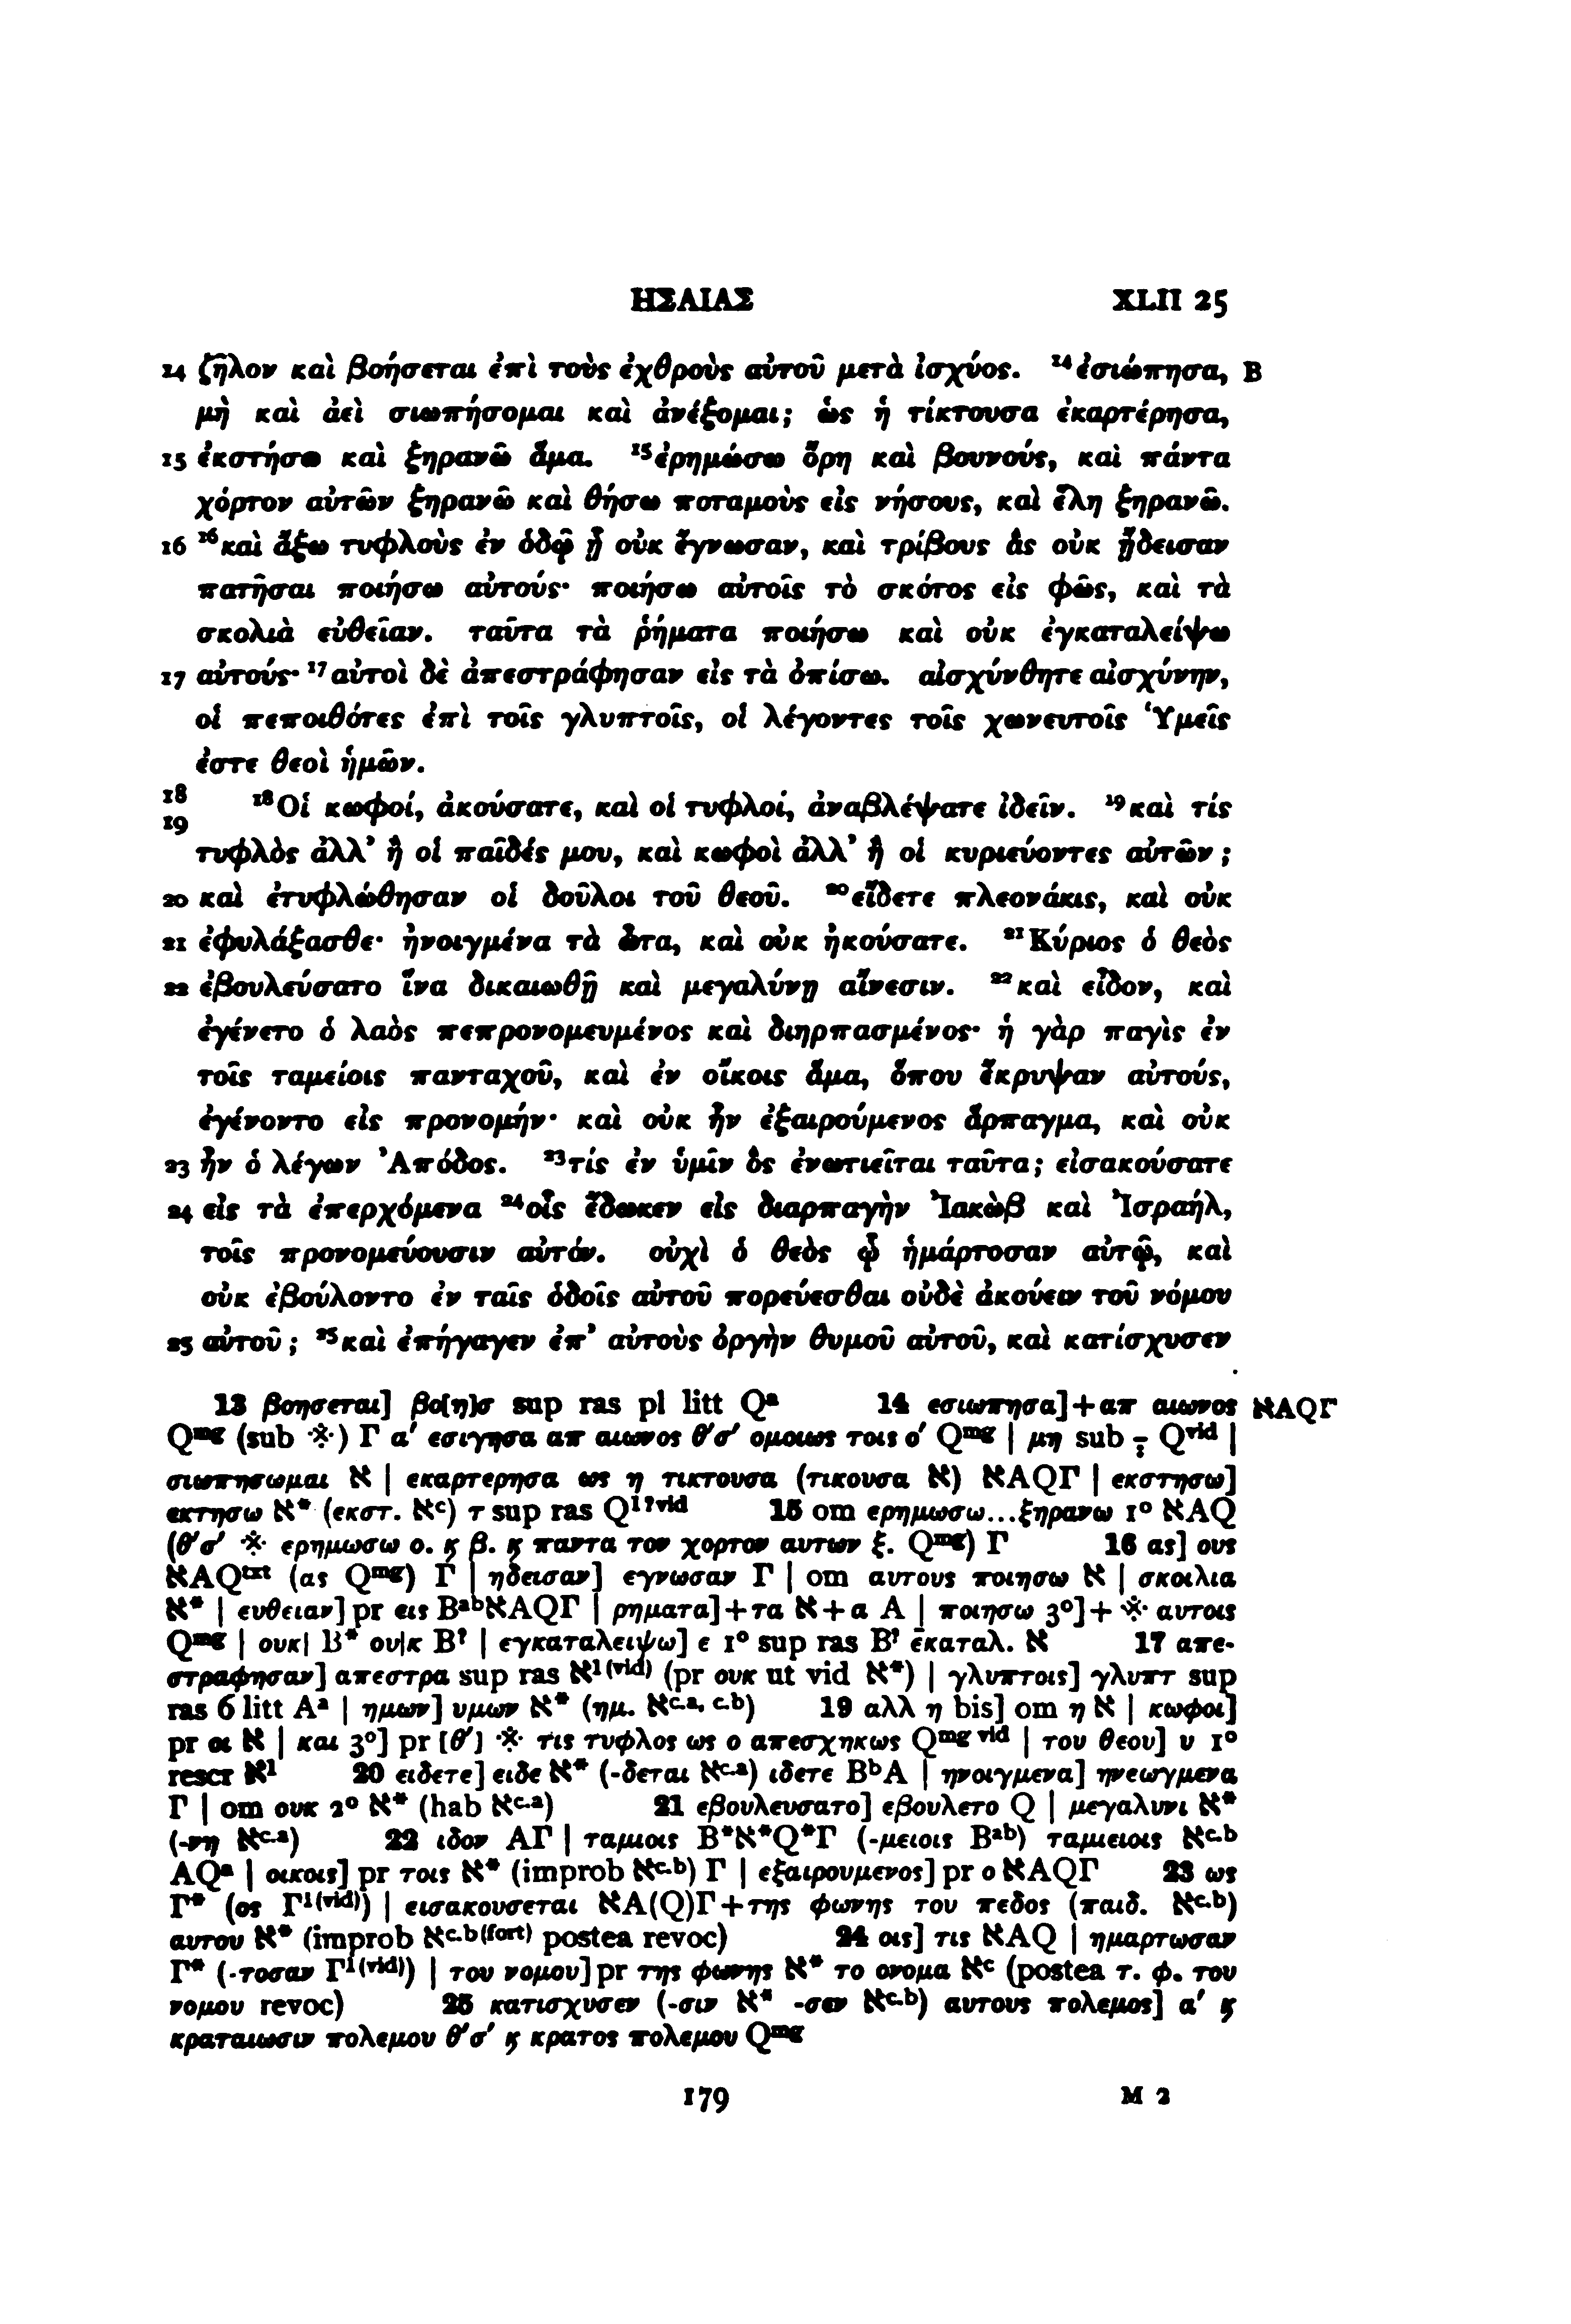 ΗΣΑΙΑΣ XLII 25
14 ζῆλον καὶ βοήσεται ἐπὶ τοὺς ἐχθροὺς αὐτοῦ μετὰ ἰσχύος. ¹⁴ἐσιώπησα, B
μὴ καὶ ἀεὶ σιωπήσομαι καὶ ἀνέξομαι; ὡς ἡ τίκτουσα ἐκαρτέρησα,
15 ἐκστήσω καὶ ξηρανῶ ἅμα. ¹⁵ἐρημώσω ὄρη καὶ βουνούς, καὶ πάντα
χόρτον αὐτῶν ξηρανῶ καὶ θήσω ποταμοὺς εἰς νήσους, καὶ ἕλη ξηρανῶ.
16 ¹⁶καὶ ἄξω τυφλοὺς ἐν ὁδῷ ᾗ οὐκ ἔγνωσαν, καὶ τρίβους ἃς οὐκ ᾔδεισαν
πατῆσαι ποιήσω αὐτούς· ποιήσω αὐτοῖς τὸ σκότος εἰς φῶς, καὶ τὰ
σκολιὰ εὐθεῖαν. ταῦτα τὰ ῥήματα ποιήσω καὶ οὐκ ἐγκαταλείψω
17 αὐτούς· ¹⁷αὐτοὶ δὲ ἀπεστράφησαν εἰς τὰ ὀπίσω. αἰσχύνθητε αἰσχύνην,
οἱ πεποιθότες ἐπὶ τοῖς γλυπτοῖς, οἱ λέγοντες τοῖς χωνευτοῖς Ὑμεῖς
ἐστε θεοὶ ἡμῶν.
18 ¹⁸Οἱ κωφοί, ἀκούσατε, καὶ οἱ τυφλοί, ἀναβλέψατε ἰδεῖν. ¹⁹καὶ τίς
19
τυφλὸς ἀλλ’ ἢ οἱ παῖδές μου, καὶ κωφοὶ ἀλλ’ ἢ οἱ κυριεύοντες αὐτῶν;
20 καὶ ἐτυφλώθησαν οἱ δοῦλοι τοῦ θεοῦ. ²⁰εἴδετε πλεονάκις, καὶ οὐκ
21 ἐφυλάξασθε· ἠνοιγμένα τὰ ὦτα, καὶ οὐκ ἠκούσατε. ²¹Κύριος ὁ θεὸς
22 ἐβουλεύσατο ἵνα δικαιωθῇ καὶ μεγαλύνῃ αἴνεσιν. ²²καὶ εἶδον, καὶ
ἐγένετο ὁ λαὸς πεπρονομευμένος καὶ διηρπασμένος· ἡ γὰρ παγὶς ἐν
τοῖς ταμείοις πανταχοῦ, καὶ ἐν οἴκοις ἅμα, ὅπου ἔκρυψαν αὐτούς,
ἐγένοντο εἰς προνομήν· καὶ οὐκ ἦν ἐξαιρούμενος ἅρπαγμα, καὶ οὐκ
23 ἦν ὁ λέγων Ἀπόδος. ²³τίς ἐν ὑμῖν ὃς ἐνωτιεῖται ταῦτα; εἰσακούσατε
24 εἰς τὰ ἐπερχόμενα ²⁴οἷς ἔδωκεν εἰς διαρπαγὴν Ἰακὼβ καὶ Ἰσραήλ,
τοῖς προνομεύουσιν αὐτόν. οὐχὶ ὁ θεὸς ᾧ ἡμάρτοσαν αὐτῷ, καὶ
οὐκ ἐβούλοντο ἐν ταῖς ὁδοῖς αὐτοῦ πορεύεσθαι οὐδὲ ἀκούειν τοῦ νόμου
25 αὐτοῦ; ²⁵καὶ ἐπήγαγεν ἐπ’ αὐτοὺς ὀργὴν θυμοῦ αὐτοῦ, καὶ κατίσχυσεν
13 βοησεται] βο[η]σ sup ras pl litt Qᵃ 14 εσιωπησα]+απ αιωνος אAQΓ
Qᵐᵍ (sub ※) Γ α′ εσιγησα απ αιωνος θ′σ′ ομοιως τοις ο′ Qᵐᵍ | μη sub ÷ Qᵛⁱᵈ |
σιωπησωμαι א | εκαρτερησα ως η τικτουσα (τικουσα א) אAQΓ | εκστησω]
εκτησω א* (εκστ. אᶜ) τ sup ras Q¹ˀᵛⁱᵈ 15 om ερημωσω...ξηρανω 1° אAQ
(θ′σ′ ※ ερημωσω ο. ϗ β. ϗ παντα τον χορτον αυτων ξ. Qᵐᵍ) Γ 16 ας] ους
אAQᵗˣᵗ (ας Qᵐᵍ) Γ | ηδεισαν] εγνωσαν Γ | om αυτους ποιησω א | σκοιλια
א* | ευθειαν] pr εις BᵃᵇאAQΓ | ρηματα]+τα א+α A | ποιησω 3°]+※ αυτοις
Qᵐᵍ | ουκ| B* ου|κ Bˀ | εγκαταλειψω] ε 1° sup ras Bˀ εκαταλ. א 17 απε-
στραφησαν] απεστρα sup ras א¹⁽ᵛⁱᵈ⁾ (pr ουκ ut vid א*) | γλυπτοις] γλυπτ sup
ras 6 litt Aᵃ | ημων] υμων א* (ημ. אᶜ·ᵃ, ᶜ·ᵇ) 19 αλλ η bis] om η א | κωφοι]
pr οι א | και 3°] pr [θ′] ※ τις τυφλος ως ο απεσχηκως Qᵐᵍ ᵛⁱᵈ | του θεου] υ 1°
rescr א¹ 20 ειδετε] ειδε א* (-δεται אᶜ·ᵃ) ιδετε BᵇA | ηνοιγμενα] ηνεωγμενα
Γ | om ουκ 2° א* (hab אᶜ·ᵃ) 21 εβουλευσατο] εβουλετο Q | μεγαλυνι א*
(-νη אᶜ·ᵃ) 22 ιδον AΓ | ταμιοις B*א*Q*Γ (-μειοις Bᵃᵇ) ταμιειοις אᶜ·ᵇ
AQᵃ | οικοις] pr τοις א* (improb אᶜ·ᵇ) Γ | εξαιρουμενος] pr ο אAQΓ 23 ως
Γ* (ος Γ¹⁽ᵛⁱᵈ⁾) | εισακουσεται אA(Q)Γ+της φωνης του πεδος (παιδ. אᶜ·ᵇ)
αυτου א* (improb אᶜ·ᵇ⁽ᶠᵒʳᵗ⁾ postea revoc) 24 οις] τις אAQ | ημαρτωσαν
Γ* (-τοσαν Γ¹⁽ᵛⁱᵈ⁾) | του νομου] pr της φωνης א* το ονομα אᶜ (postea τ. φ. του
νομου revoc) 25 κατισχυσεν (-σιν א* -σεν אᶜ·ᵇ) αυτους πολεμος] α′ ϗ
κραταιωσιν πολεμου θ′σ′ ϗ κρατος πολεμου Qᵐᵍ
179 M 2